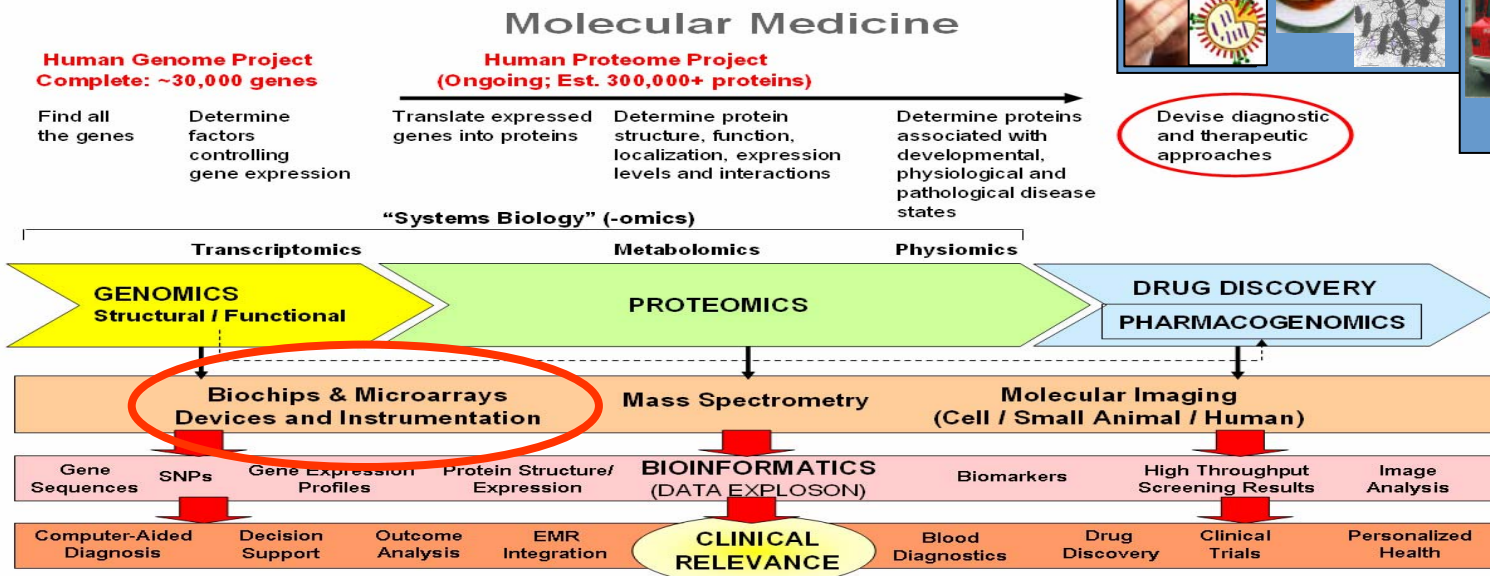 Molecular Medicine
Human Genome Project
Complete: ~30,000 genes
Human Proteome Project
(Ongoing; Est. 300,000+ proteins)
Find all
the genes
Determine
factors
controlling
gene expression
Translate expressed
genes into proteins
Determine protein
structure, function,
localization, expression
levels and interactions
Determine proteins
associated with
developmental,
physiological and
pathological disease
states
Devise diagnostic
and therapeutic
approaches
“Systems Biology” (-omics)
Transcriptomics
Metabolomics
Physiomics
GENOMICS
Structural / Functional
PROTEOMICS
DRUG DISCOVERY
PHARMACOGENOMICS
Biochips & Microarrays
Devices and Instrumentation
Mass Spectrometry
Molecular Imaging
(Cell / Small Animal / Human)
Gene
Sequences
SNPs
Gene Expression
Profiles
Protein Structure/
Expression
BIOINFORMATICS
(DATA EXPLOSON)
Biomarkers
High Throughput
Screening Results
Image
Analysis
Computer-Aided
Diagnosis
Decision
Support
Outcome
Analysis
EMR
Integration
CLINICAL
RELEVANCE
Blood
Diagnostics
Drug
Discovery
Clinical
Trials
Personalized
Health